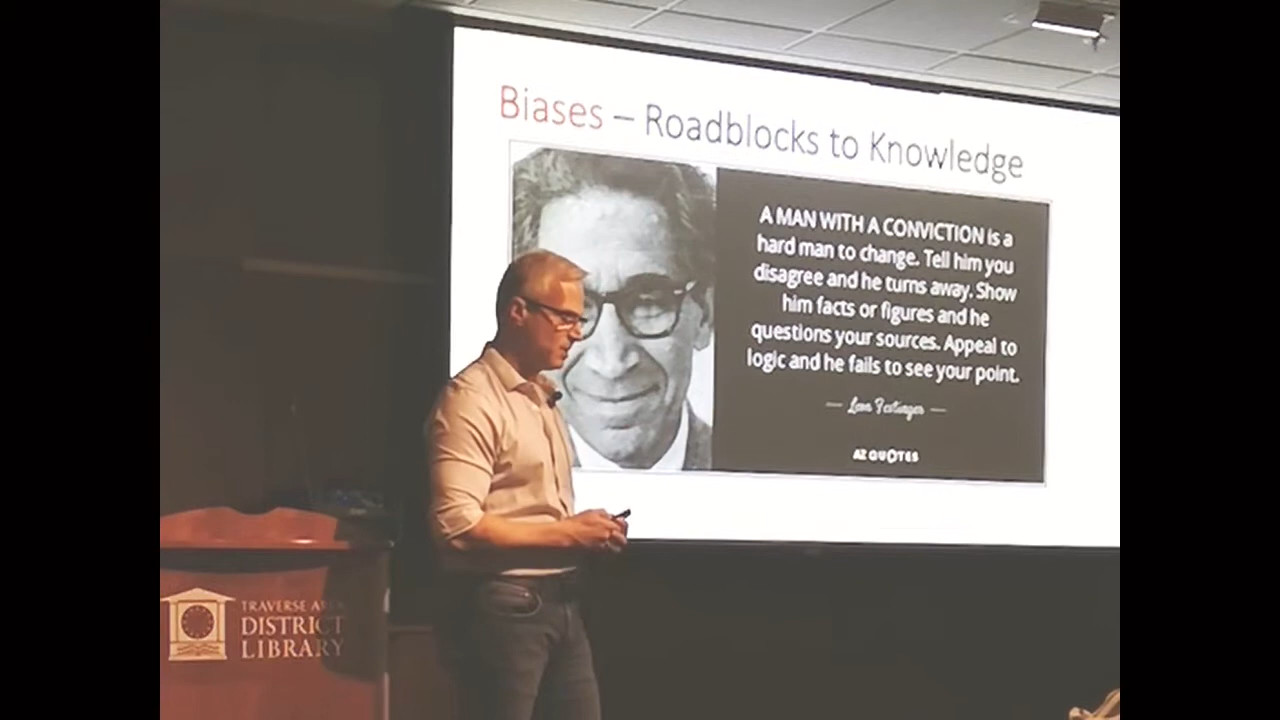 Biases – Roadblocks to Knowledge
A MAN WITH A CONVICTION is a
hard man to change. Tell him you
disagree and he turns away. Show
him facts or figures and he
questions your sources. Appeal to
logic and he fails to see your point.
— Leon Festinger —
AZ QUOTES
TRAVERSE AREA
DISTRICT
LIBRARY